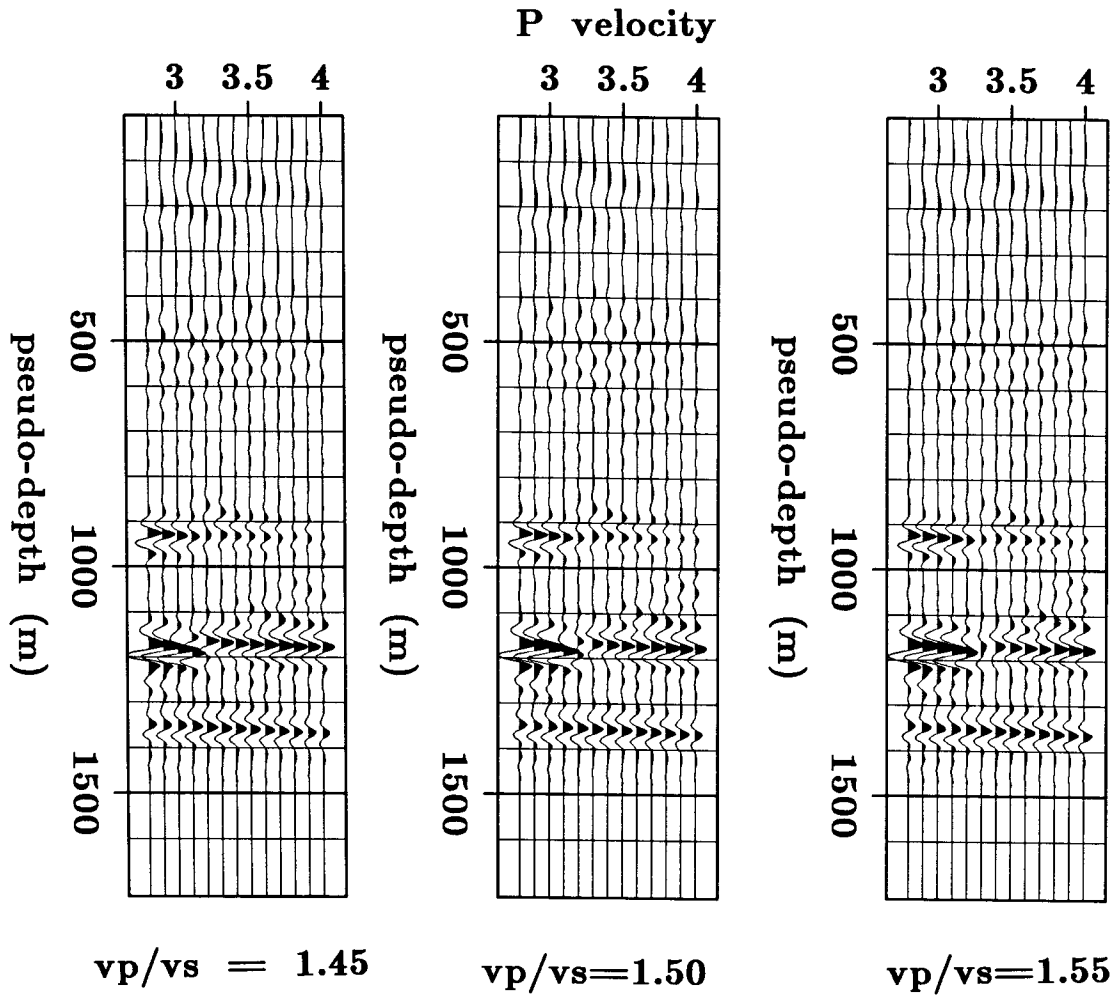 P velocity
3 3.5 4
3 3.5 4
3 3.5 4
500
1000
1500
pseudo-depth (m)
500
1000
1500
pseudo-depth (m)
500
1000
1500
pseudo-depth (m)
vp/vs = 1.45
vp/vs=1.50
vp/vs=1.55